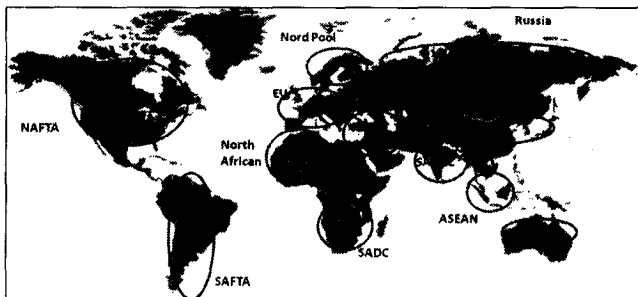 Russia
Nord Pool
EU
NAFTA
North
African
ASEAN
SADC
SAFTA